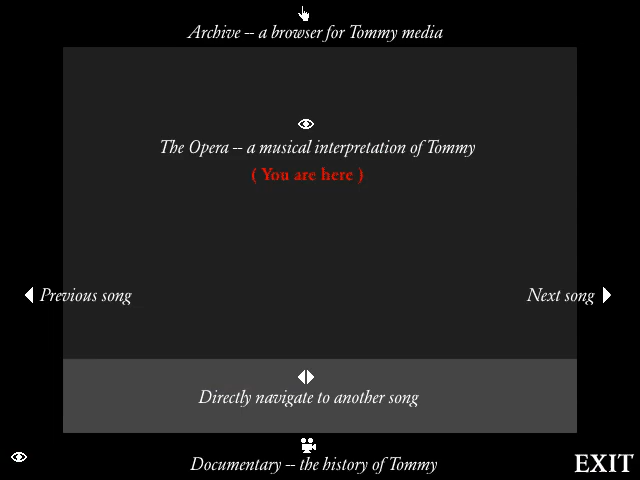 Archive -- a browser for Tommy media
The Opera -- a musical interpretation of Tommy
( You are here )
Previous song
Next song
Directly navigate to another song
Documentary -- the history of Tommy
EXIT